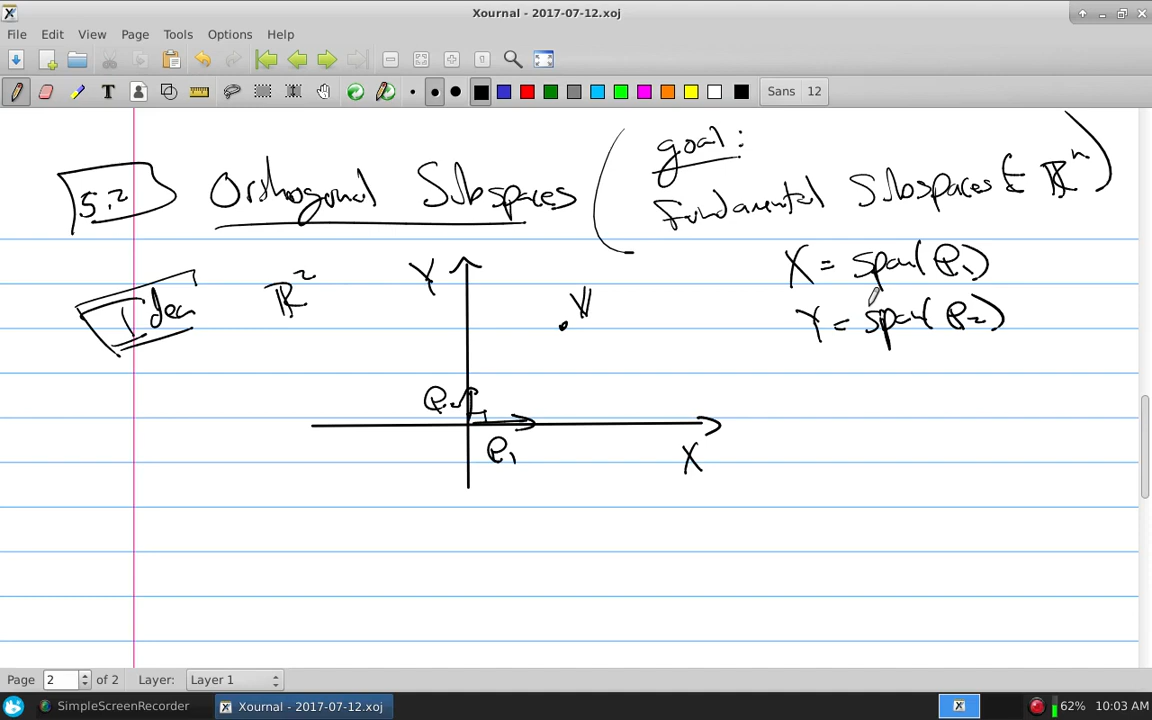 Xournal - 2017-07-12.xoj
File Edit View Page Tools Options Help
Sans 12
5.2 Orthogonal Subspaces
goal:
Fundamental Subspaces & ℝⁿ
Idea ℝ²
Y
V
X = span(e₁)
Y = span(e₂)
e₂
e₁
X
Page 2 of 2 Layer: Layer 1
SimpleScreenRecorder Xournal - 2017-07-12.xoj 62% 10:03 AM